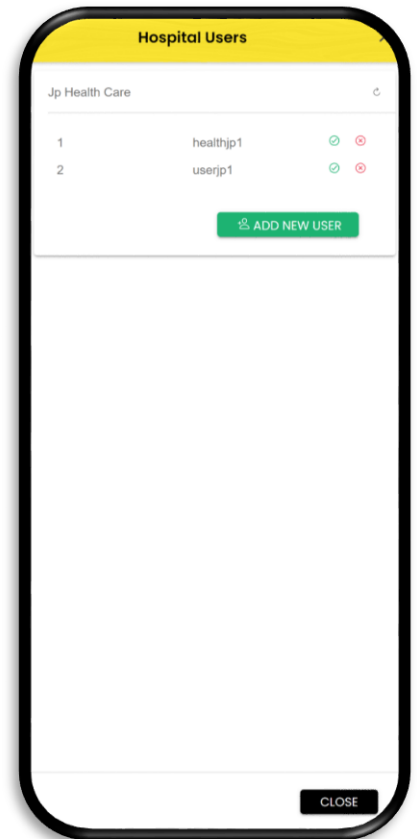 Hospital Users
Jp Health Care
1 healthjp1
2 userjp1
ADD NEW USER
CLOSE